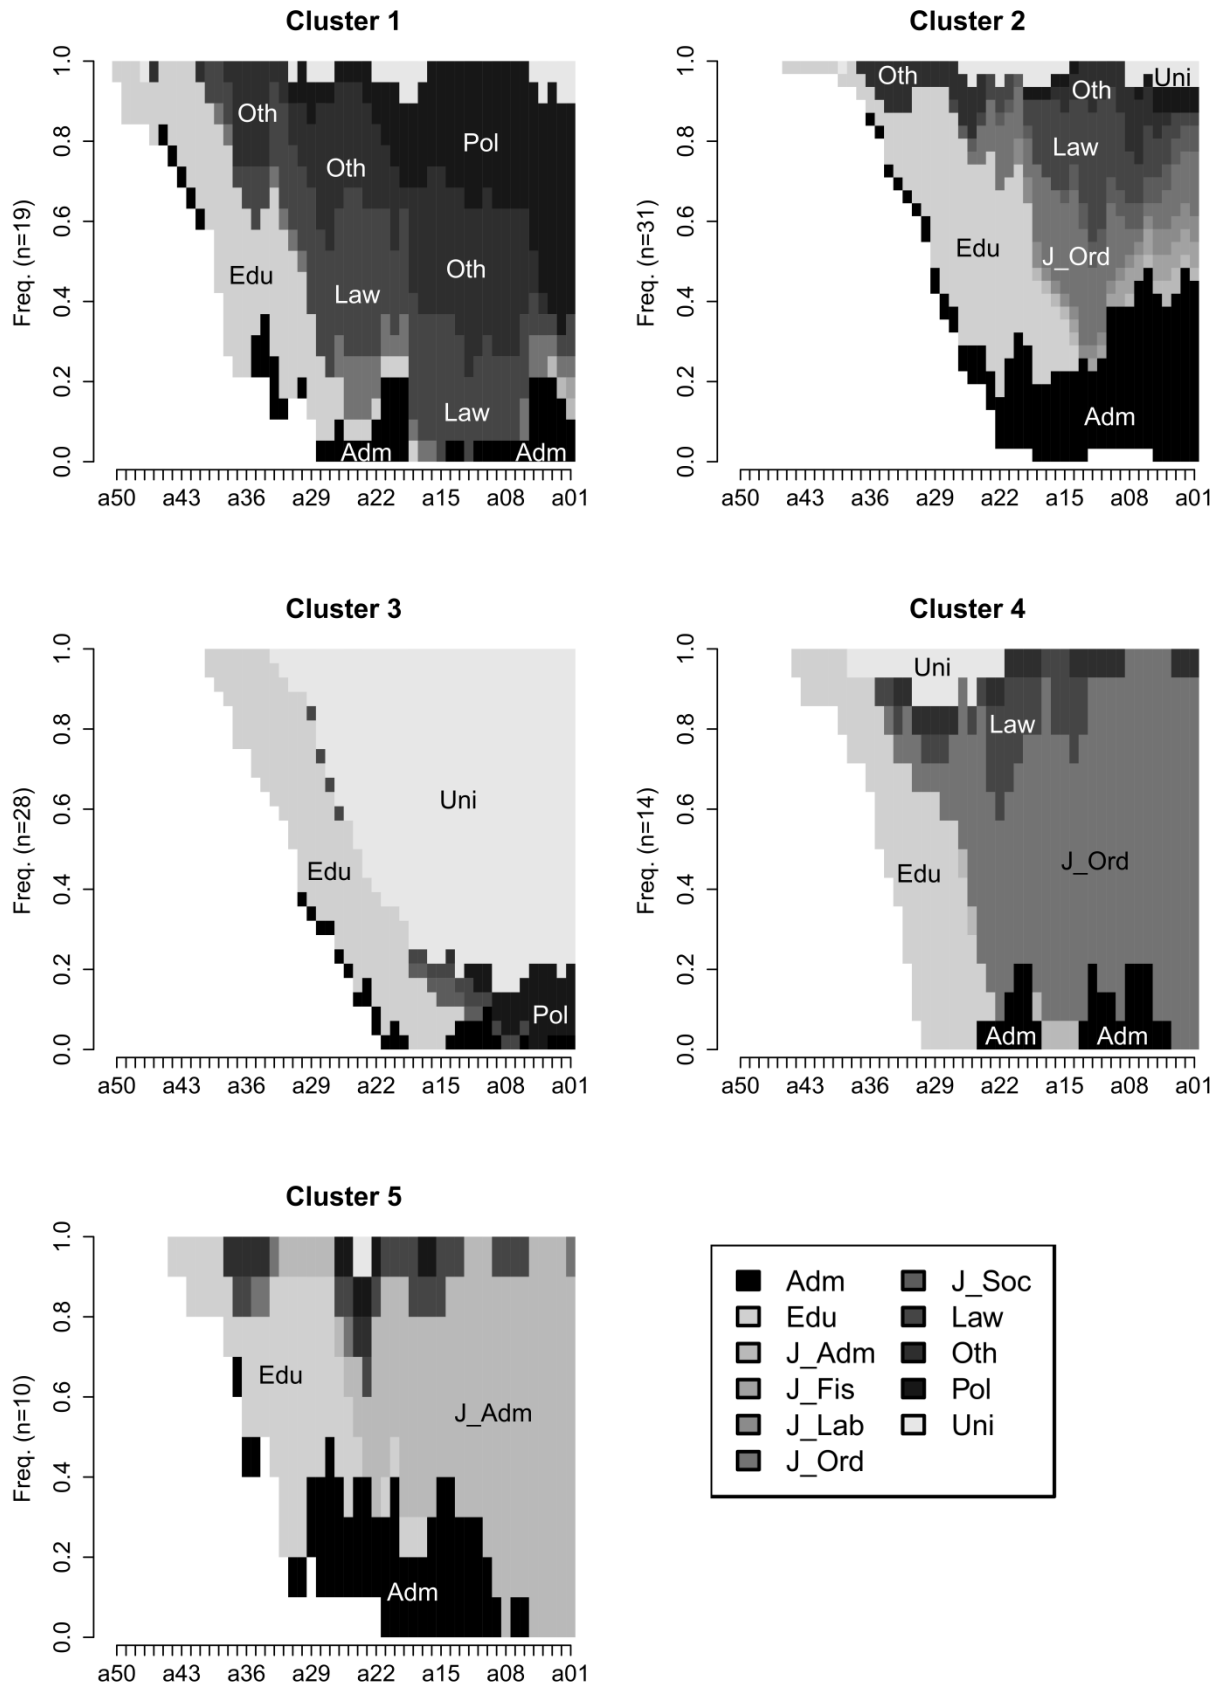 Cluster 1
Freq. (n=19)
1.0
0.8
0.6
0.4
0.2
0.0
Oth
Oth
Pol
Edu
Oth
Law
Law
Adm
Adm
a50 a43 a36 a29 a22 a15 a08 a01
Cluster 2
Freq. (n=31)
1.0
0.8
0.6
0.4
0.2
0.0
Oth
Uni
Oth
Law
Edu
J_Ord
Adm
a50 a43 a36 a29 a22 a15 a08 a01
Cluster 3
Freq. (n=28)
1.0
0.8
0.6
0.4
0.2
0.0
Uni
Edu
Pol
a50 a43 a36 a29 a22 a15 a08 a01
Cluster 4
Freq. (n=14)
1.0
0.8
0.6
0.4
0.2
0.0
Uni
Law
Edu
J_Ord
Adm
Adm
a50 a43 a36 a29 a22 a15 a08 a01
Cluster 5
Freq. (n=10)
1.0
0.8
0.6
0.4
0.2
0.0
Edu
J_Adm
Adm
a50 a43 a36 a29 a22 a15 a08 a01
Adm
Edu
J_Adm
J_Fis
J_Lab
J_Ord
J_Soc
Law
Oth
Pol
Uni